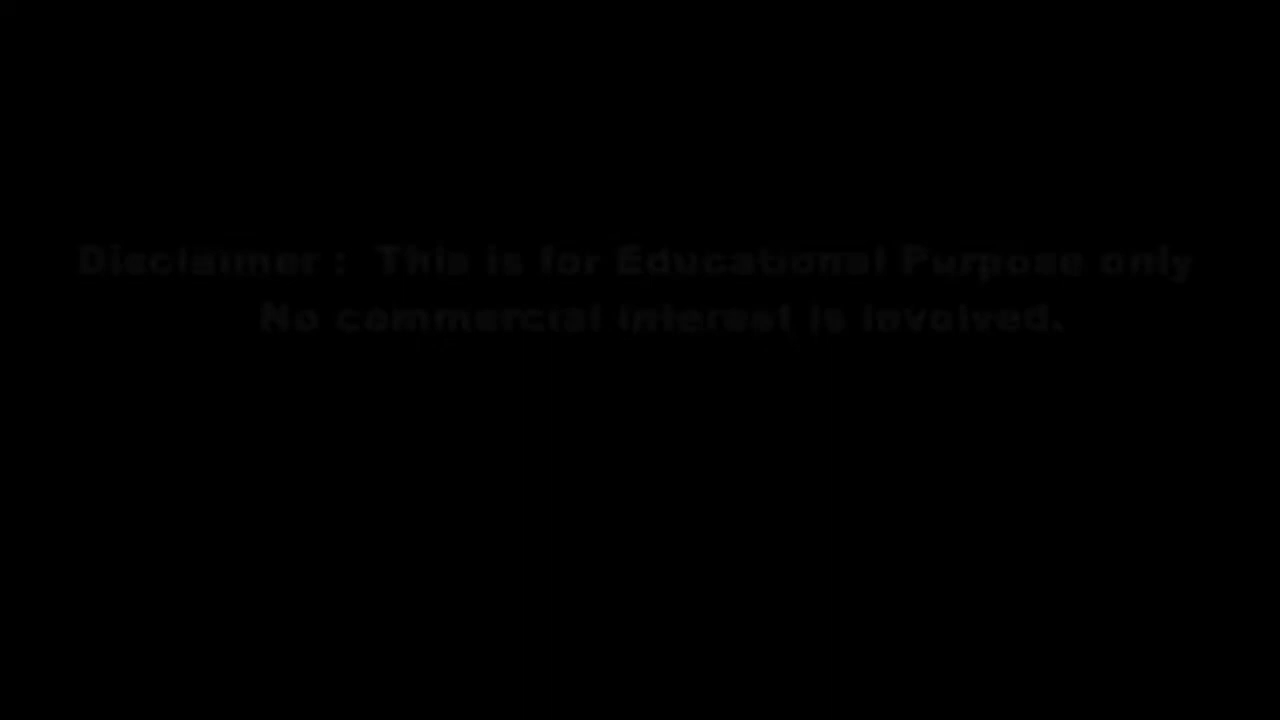 Disclaimer : This is for Educational Purpose only
No commercial interest is involved.